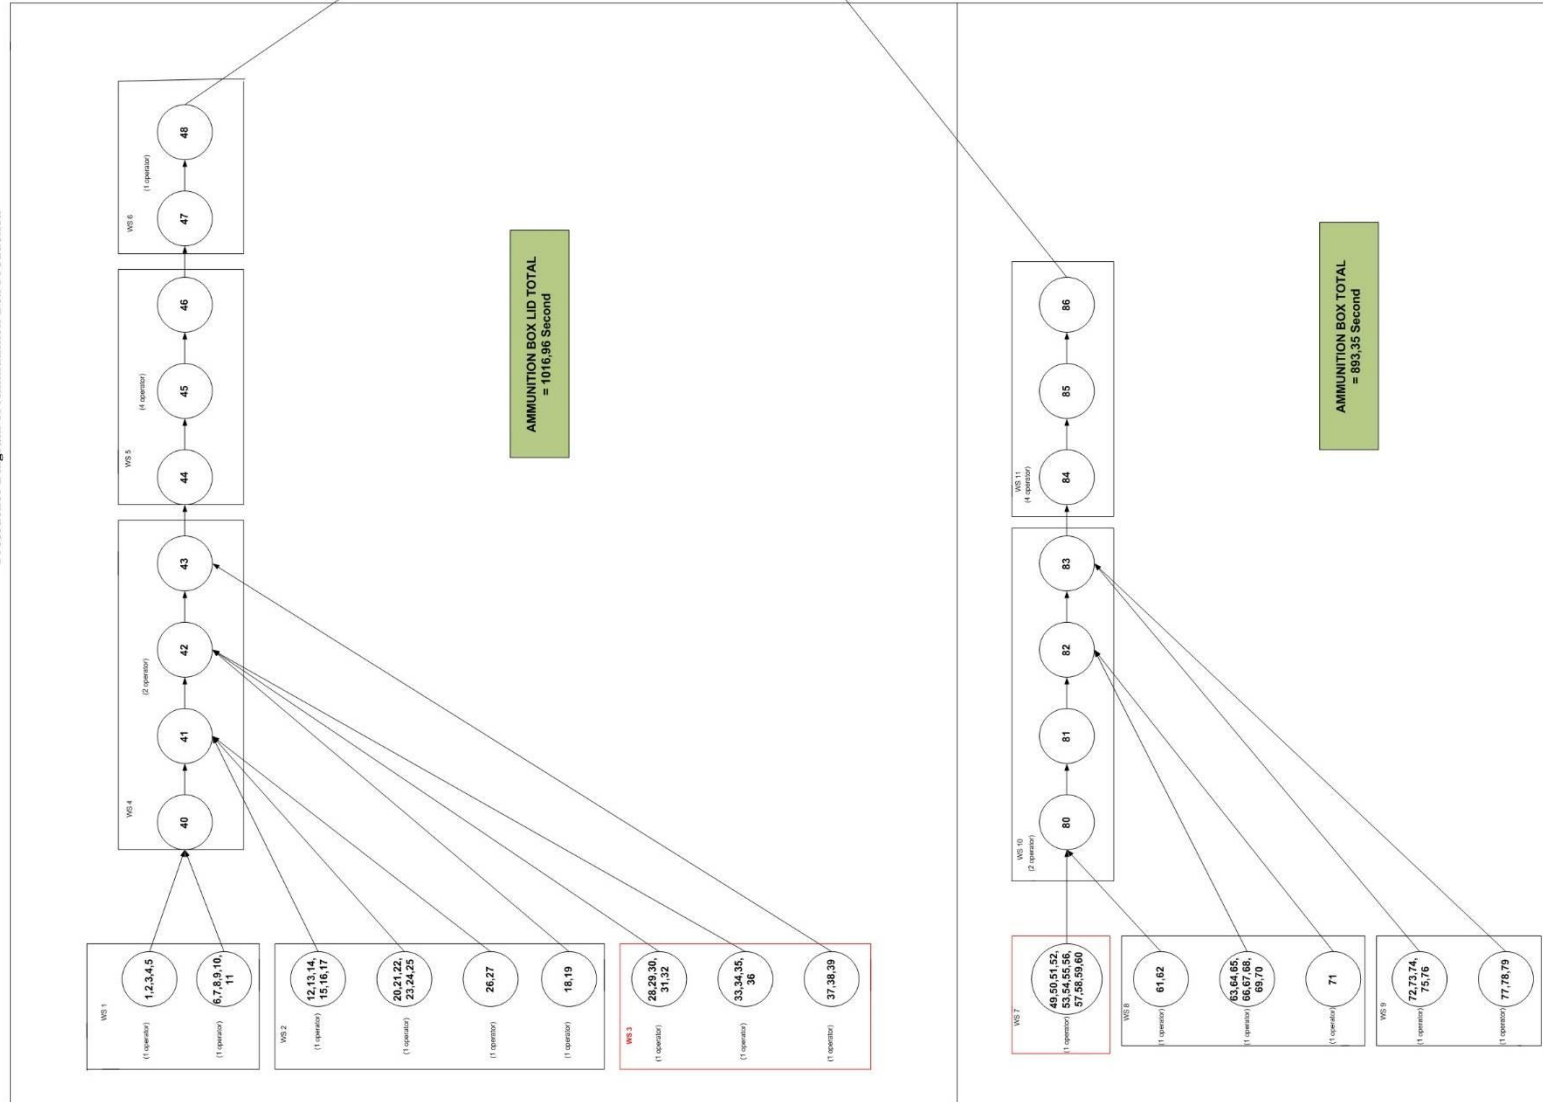 WS 6
(1 operator)
47
48
WS 5
(4 operator)
44
45
46
WS 4
(2 operator)
40
41
42
43
WS 1
(1 operator)
1,2,3,4,5
(1 operator)
6,7,8,9,10,
11
WS 2
(1 operator)
12,13,14,
15,16,17
(1 operator)
20,21,22,
23,24,25
(1 operator)
26,27
(1 operator)
18,19
WS 3
(1 operator)
28,29,30,
31,32
(1 operator)
33,34,35,
36
(1 operator)
37,38,39
AMMUNITION BOX LID TOTAL
= 1016,96 Second
WS 11
(4 operator)
84
85
86
WS 10
(2 operator)
80
81
82
83
WS 7
(1 operator)
49,50,51,52,
53,54,55,56,
57,58,59,60
WS 8
(1 operator)
61,62
(1 operator)
63,64,65,
66,67,68,
69,70
(1 operator)
71
WS 9
(1 operator)
72,73,74,
75,76
(1 operator)
77,78,79
AMMUNITION BOX TOTAL
= 893,35 Second